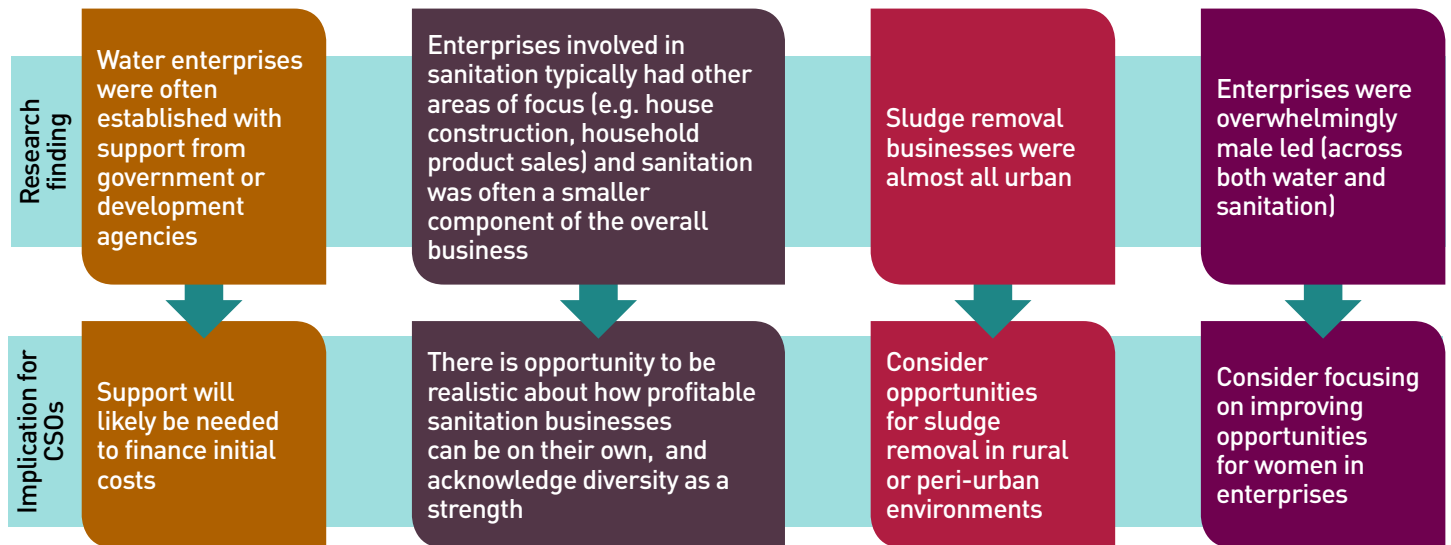 Research
finding
Water enterprises
were often
established with
support from
government or
development
agencies
Enterprises involved in
sanitation typically had other
areas of focus (e.g. house
construction, household
product sales) and sanitation
was often a smaller
component of the overall
business
Sludge removal
businesses were
almost all urban
Enterprises were
overwhelmingly
male led (across
both water and
sanitation)
Implication for
CSOs
Support will
likely be needed
to finance initial
costs
There is opportunity to be
realistic about how profitable
sanitation businesses
can be on their own, and
acknowledge diversity as a
strength
Consider
opportunities
for sludge
removal in rural
or peri-urban
environments
Consider focusing
on improving
opportunities
for women in
enterprises